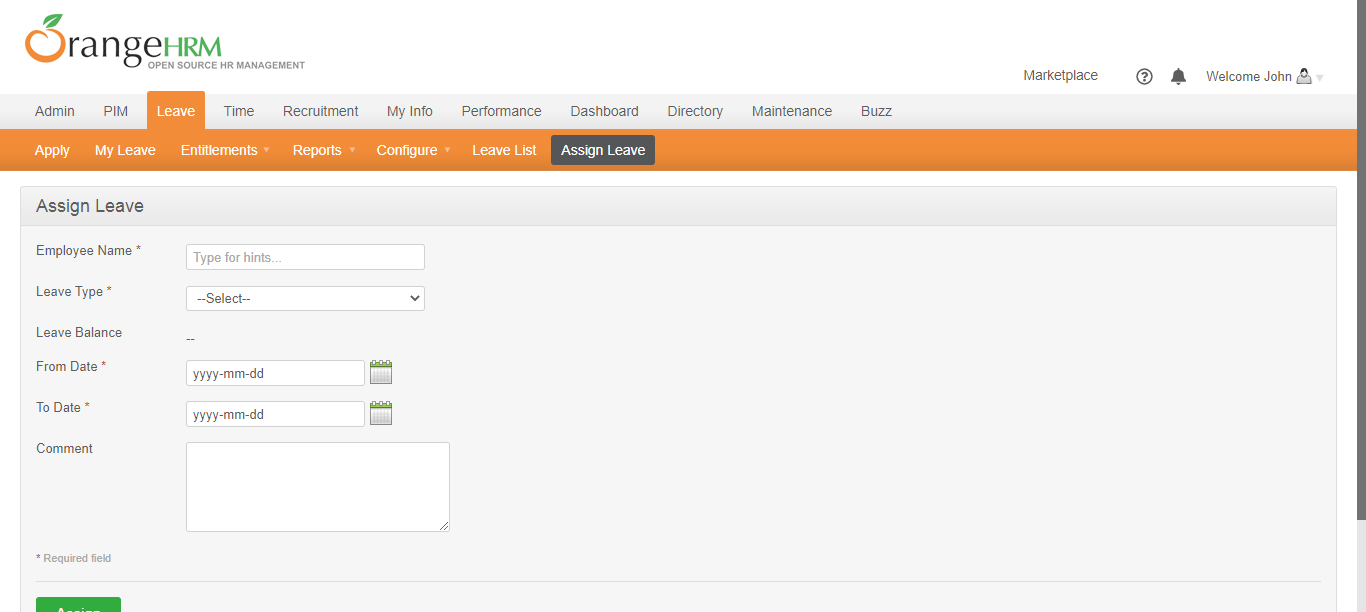 OrangeHRM
OPEN SOURCE HR MANAGEMENT
Marketplace Welcome John
Admin PIM Leave Time Recruitment My Info Performance Dashboard Directory Maintenance Buzz
Apply My Leave Entitlements Reports Configure Leave List Assign Leave
Assign Leave
Employee Name * Type for hints...
Leave Type * --Select--
Leave Balance --
From Date * yyyy-mm-dd
To Date * yyyy-mm-dd
Comment
* Required field
Assign